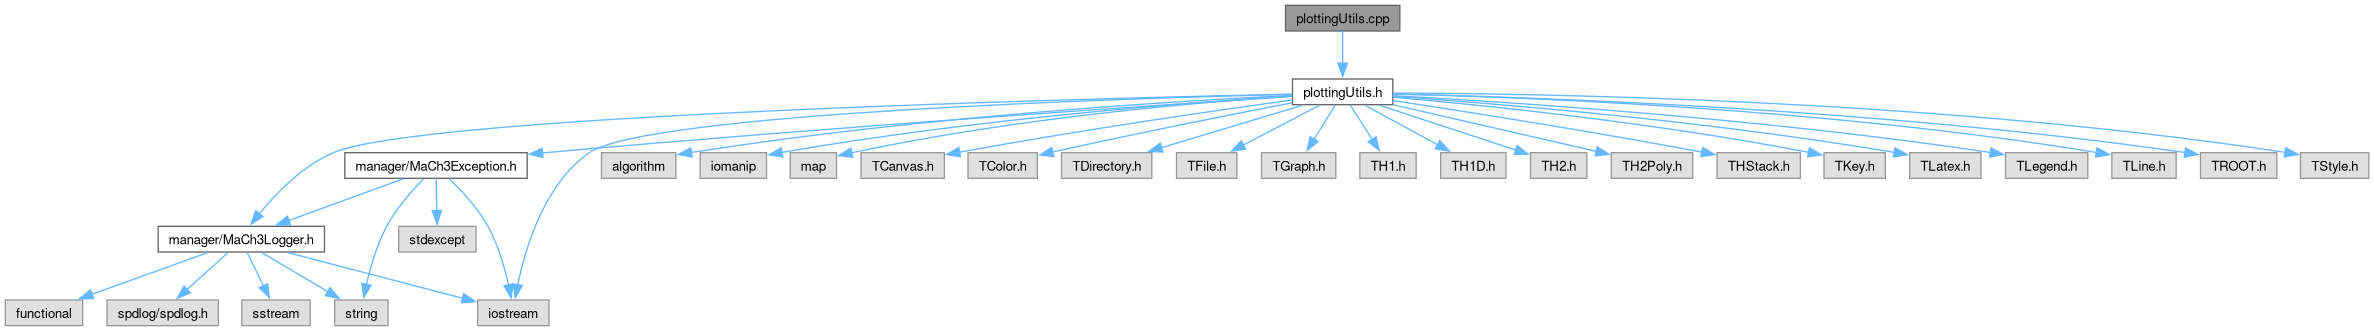 plottingUtils.cpp
plottingUtils.h
manager/MaCh3Exception.h
algorithm
iomanip
map
TCanvas.h
TColor.h
TDirectory.h
TFile.h
TGraph.h
TH1.h
TH1D.h
TH2.h
TH2Poly.h
THStack.h
TKey.h
TLatex.h
TLegend.h
TLine.h
TROOT.h
TStyle.h
manager/MaCh3Logger.h
stdexcept
functional
spdlog/spdlog.h
sstream
string
iostream